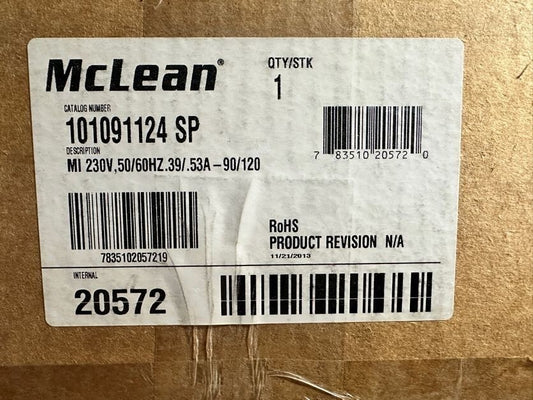 McLean®
QTY/STK
1
CATALOG NUMBER
101091124 SP
DESCRIPTION
MI 230V,50/60HZ.39/.53A-90/120
7 83510 20572 0
7835102057219
RoHS
PRODUCT REVISION N/A
11/21/2013
INTERNAL
20572